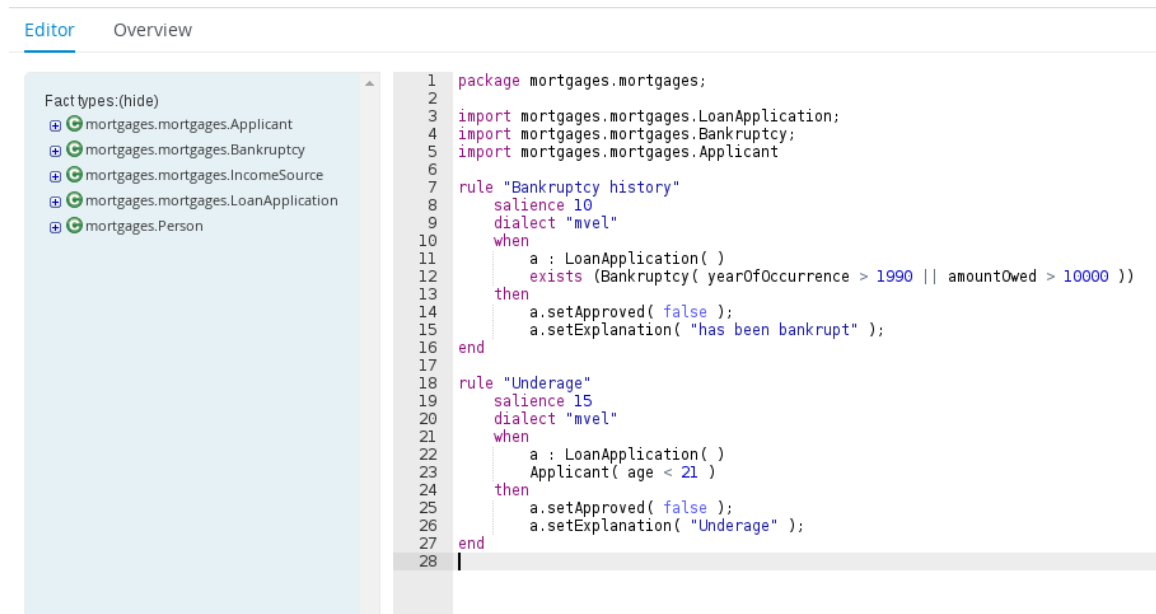 Editor Overview
Fact types:(hide)
mortgages.mortgages.Applicant
mortgages.mortgages.Bankruptcy
mortgages.mortgages.IncomeSource
mortgages.mortgages.LoanApplication
mortgages.Person
1 package mortgages.mortgages;
2
3 import mortgages.mortgages.LoanApplication;
4 import mortgages.mortgages.Bankruptcy;
5 import mortgages.mortgages.Applicant
6
7 rule "Bankruptcy history"
8 salience 10
9 dialect "mvel"
10 when
11 a : LoanApplication( )
12 exists (Bankruptcy( yearOfOccurrence > 1990 || amountOwed > 10000 ))
13 then
14 a.setApproved( false );
15 a.setExplanation( "has been bankrupt" );
16 end
17
18 rule "Underage"
19 salience 15
20 dialect "mvel"
21 when
22 a : LoanApplication( )
23 Applicant( age < 21 )
24 then
25 a.setApproved( false );
26 a.setExplanation( "Underage" );
27 end
28